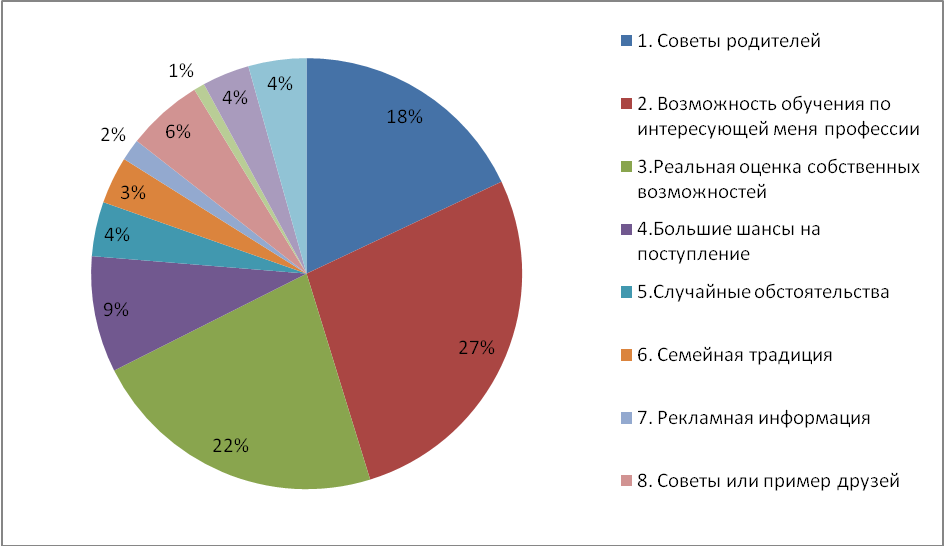 1. Советы родителей
2. Возможность обучения по
интересующей меня профессии
3.Реальная оценка собственных
возможностей
4.Большие шансы на
поступление
5.Случайные обстоятельства
6. Семейная традиция
7. Рекламная информация
8. Советы или пример друзей
18%
27%
22%
9%
4%
3%
2%
6%
1%
4%
4%